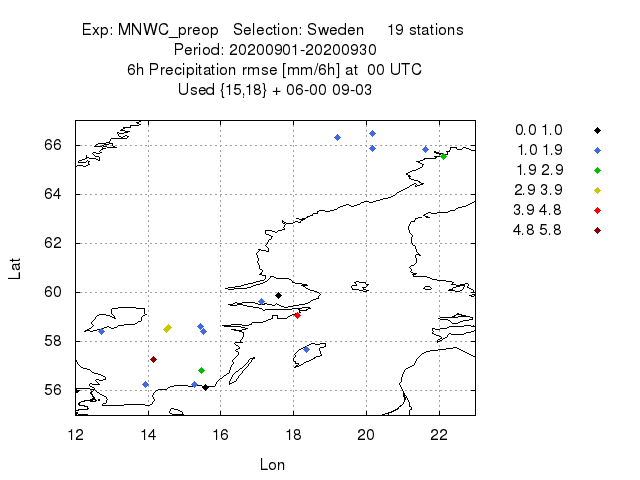 Exp: MNWC_preop   Selection: Sweden     19 stations
Period: 20200901-20200930
6h Precipitation rmse [mm/6h] at  00 UTC
Used {15,18} + 06-00 09-03
0.0 1.0
1.0 1.9
1.9 2.9
2.9 3.9
3.9 4.8
4.8 5.8
66
64
62
60
58
56
Lat
12 14 16 18 20 22
Lon